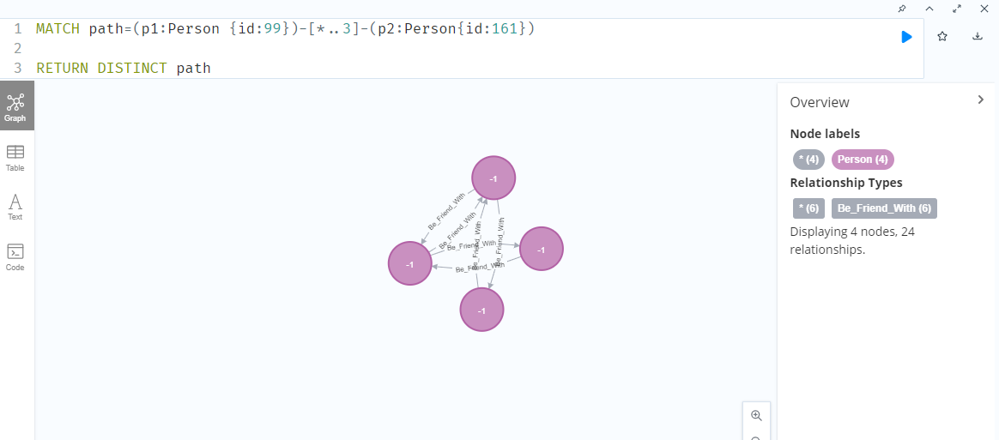 1 MATCH path=(p1:Person {id:99})-[*..3]-(p2:Person{id:161})
2
3 RETURN DISTINCT path
Graph
Table
Text
Code
-1
-1
-1
-1
Be_Friend_With
Be_Friend_With
Be_Friend_With
Be_Friend_With
Be_Friend_With
Be_Friend_With
Overview
Node labels
* (4) Person (4)
Relationship Types
* (6) Be_Friend_With (6)
Displaying 4 nodes, 24
relationships.